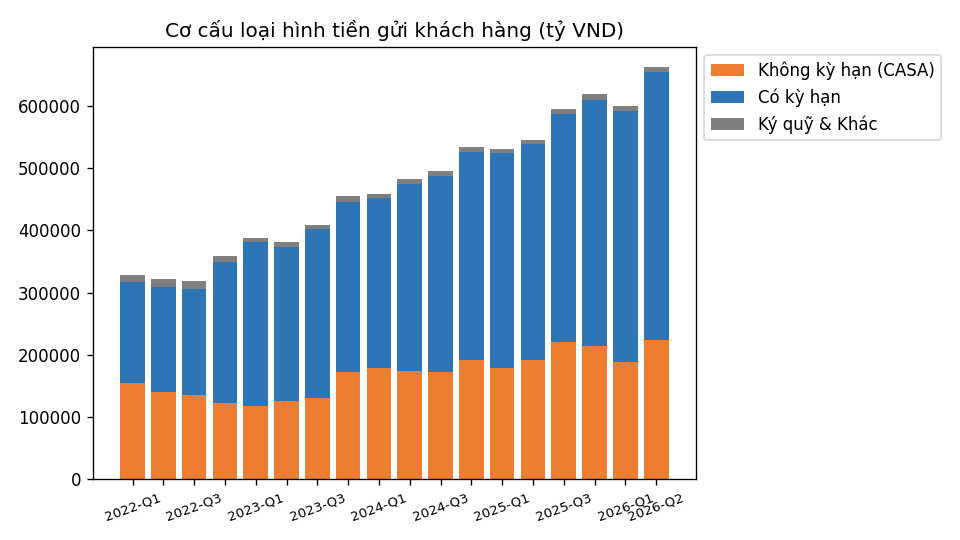 Cơ cấu loại hình tiền gửi khách hàng (tỷ VND)
Không kỳ hạn (CASA)
Có kỳ hạn
Ký quỹ & Khác
600000
500000
400000
300000
200000
100000
0
2022-Q1
2022-Q3
2023-Q1
2023-Q3
2024-Q1
2024-Q3
2025-Q1
2025-Q3
2026-Q1
2026-Q2